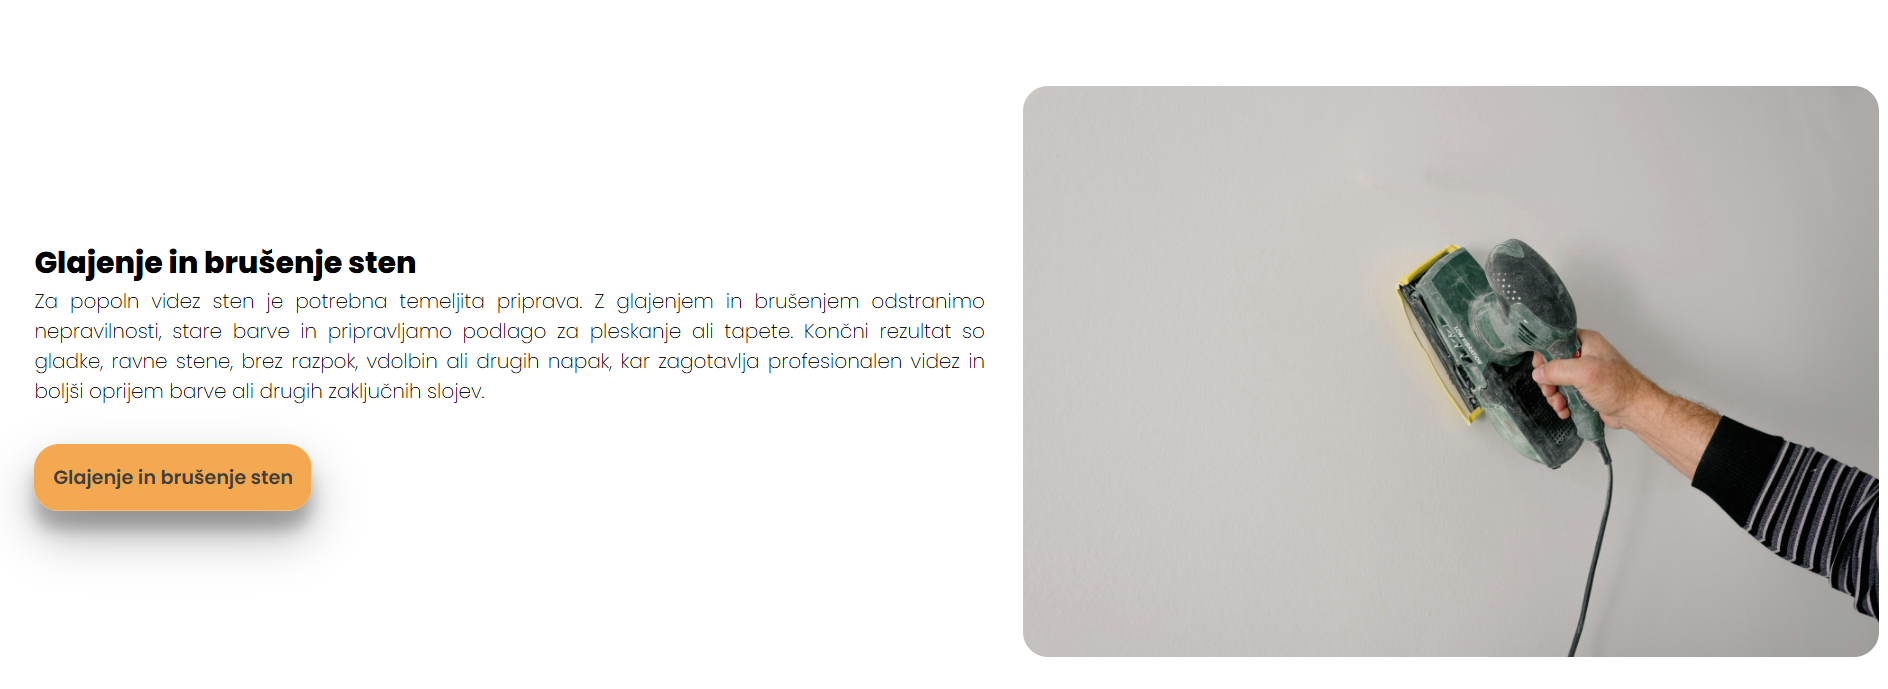 Glajenje in brušenje sten
Za popoln videz sten je potrebna temeljita priprava. Z glajenjem in brušenjem odstranimo
nepravilnosti, stare barve in pripravljamo podlago za pleskanje ali tapete. Končni rezultat so
gladke, ravne stene, brez razpok, vdolbin ali drugih napak, kar zagotavlja profesionalen videz in
boljši oprijem barve ali drugih zaključnih slojev.
Glajenje in brušenje sten